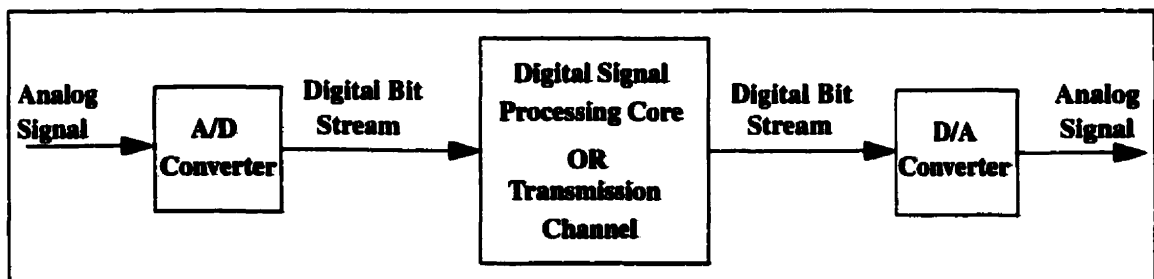 Analog
Signal
A/D
Converter
Digital Bit
Stream
Digital Signal
Processing Core
OR
Transmission
Channel
Digital Bit
Stream
D/A
Converter
Analog
Signal